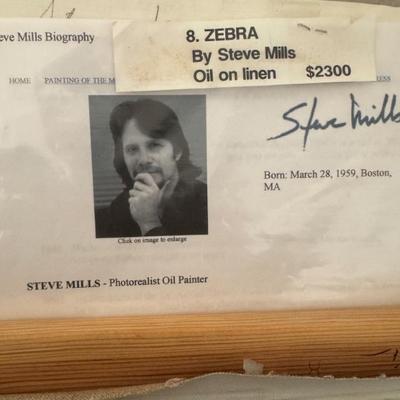 eve Mills Biography
8. ZEBRA
By Steve Mills
Oil on linen $2300
HOME PAINTING OF THE M
Steve Mills
Born: March 28, 1959, Boston,
MA
Click on image to enlarge
STEVE MILLS - Photorealist Oil Painter